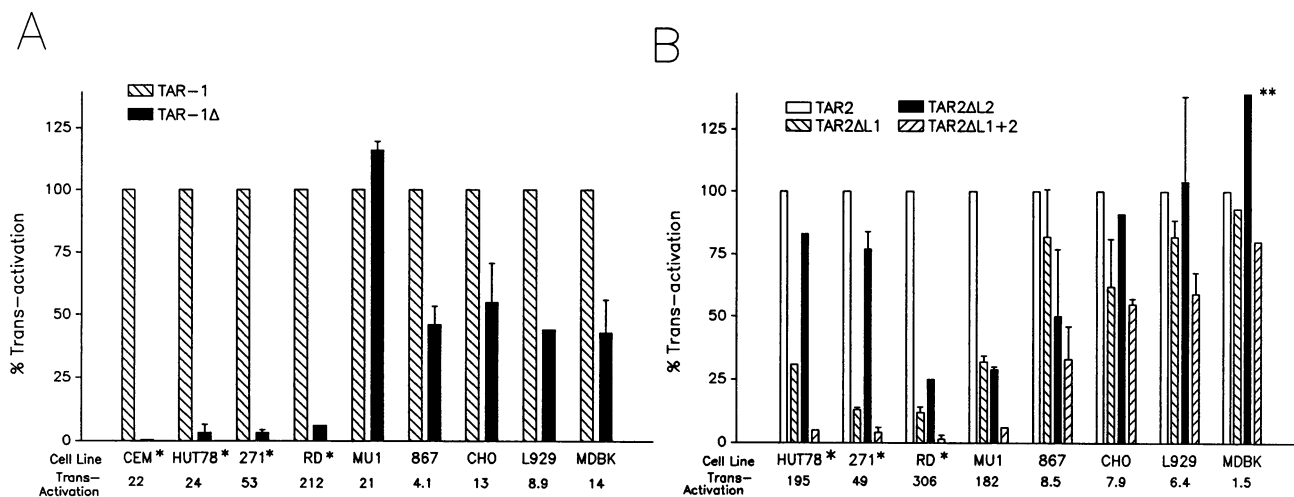 A
TAR-1
TAR-1Δ
% Trans-activation
125
100
75
50
25
0
Cell Line CEM* HUT78* 271* RD* MU1 867 CHO L929 MDBK
Trans-
Activation 22 24 53 212 21 4.1 13 8.9 14
B
TAR2 TAR2ΔL2
TAR2ΔL1 TAR2ΔL1+2
**
% Trans-activation
125
100
75
50
25
0
Cell Line HUT78* 271* RD* MU1 867 CHO L929 MDBK
Trans-
Activation 195 49 306 182 8.5 7.9 6.4 1.5